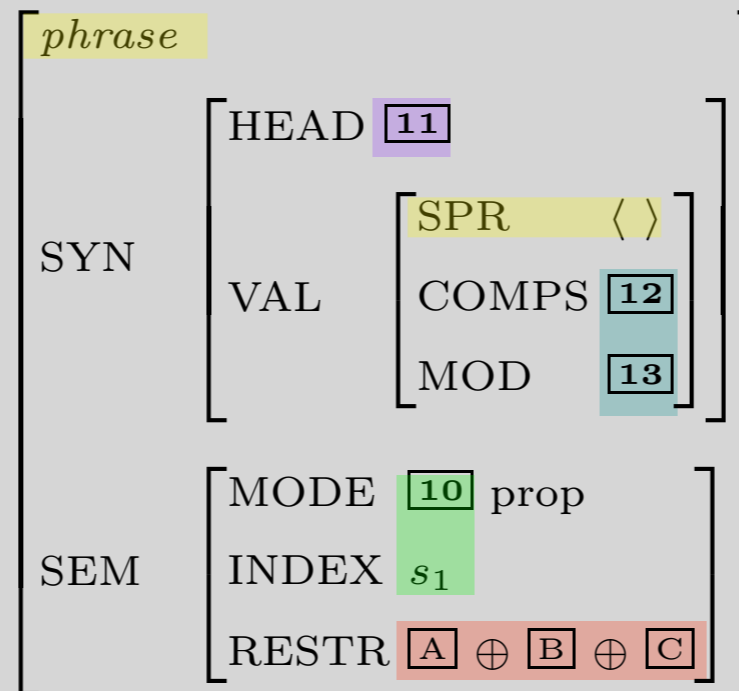 phrase
HEAD 11
SPR ⟨ ⟩
SYN
VAL
COMPS 12
MOD 13
MODE 10 prop
SEM
INDEX s₁
RESTR A ⊕ B ⊕ C